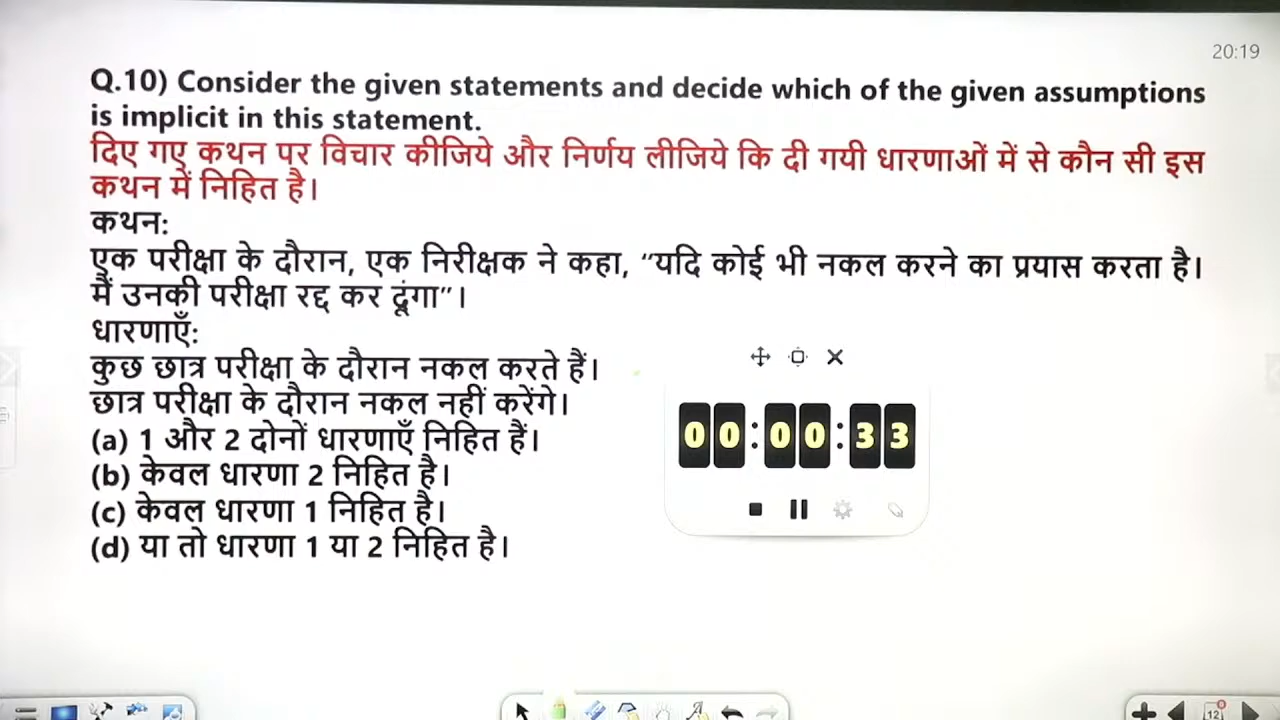 20:19
Q.10) Consider the given statements and decide which of the given assumptions
is implicit in this statement.
दिए गए कथन पर विचार कीजिये और निर्णय लीजिये कि दी गयी धारणाओं में से कौन सी इस
कथन में निहित है।
कथन:
एक परीक्षा के दौरान, एक निरीक्षक ने कहा, “यदि कोई भी नकल करने का प्रयास करता है।
मैं उनकी परीक्षा रद्द कर दूंगा”।
धारणाएँ:
कुछ छात्र परीक्षा के दौरान नकल करते हैं।
छात्र परीक्षा के दौरान नकल नहीं करेंगे।
(a) 1 और 2 दोनों धारणाएँ निहित हैं।
(b) केवल धारणा 2 निहित है।
(c) केवल धारणा 1 निहित है।
(d) या तो धारणा 1 या 2 निहित है।
00:00:33
12